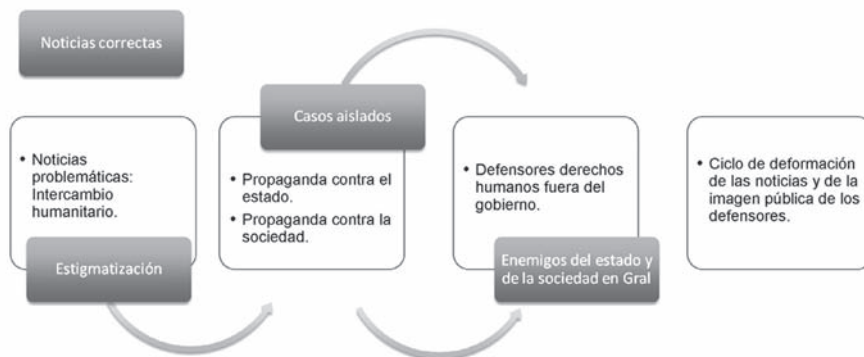 Noticias correctas
• Noticias
problemáticas:
Intercambio
humanitario.
Estigmatización
Casos aislados
• Propaganda contra el
estado.
• Propaganda contra la
sociedad.
• Defensores derechos
humanos fuera del
gobierno.
Enemigos del estado y
de la sociedad en Gral
• Ciclo de deformación
de las noticias y de la
imagen pública de los
defensores.